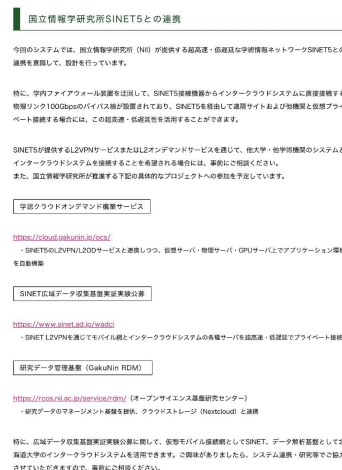 国立情報学研究所SINET5との連携
今回のシステムでは、国立情報学研究所（NII）が提供する超高速・低遅延な学術情報ネットワークSINET5との
連携を意識して、設計を行っています。
特に、学内ファイアウォール装置を迂回して、SINET5接続機器からインタークラウドシステムに直接接続する
物理リンク100Gbpsのバイパス線が設置されており、SINET5を経由して遠隔サイトおよび他機関と仮想プライ
ベート接続する場合には、この超高速・低遅延性を活用することができます。
SINET5が提供するL2VPNサービスまたはL2オンデマンドサービスを通じて、他大学・他学術機関のシステムと
インタークラウドシステムを接続することを希望される場合には、事前にご相談ください。
また、国立情報学研究所が推進する下記の具体的なプロジェクトへの参加を予定しています。
学認クラウドオンデマンド構築サービス
https://cloud.gakunin.jp/ocs/
・SINET5のL2VPN/L2ODサービスと連携しつつ、仮想サーバ・物理サーバ・GPUサーバ上でアプリケーション環境
を自動構築
SINET広域データ収集基盤実証実験公募
https://www.sinet.ad.jp/wadci
・SINET L2VPNを通じてモバイル網とインタークラウドシステムの各種サーバを超高速・低遅延でプライベート接続
研究データ管理基盤（GakuNin RDM）
https://rcos.nii.ac.jp/service/rdm/（オープンサイエンス基盤研究センター）
・研究データのマネージメント基盤を提供、クラウドストレージ（Nextcloud）と連携
特に、広域データ収集基盤実証実験公募に関して、仮想モバイル接続網としてSINET、データ解析基盤として北
海道大学のインタークラウドシステムを活用できます。ご興味がありましたら、システム連携・研究等でご協力
させていただきますので、事前にご相談ください。